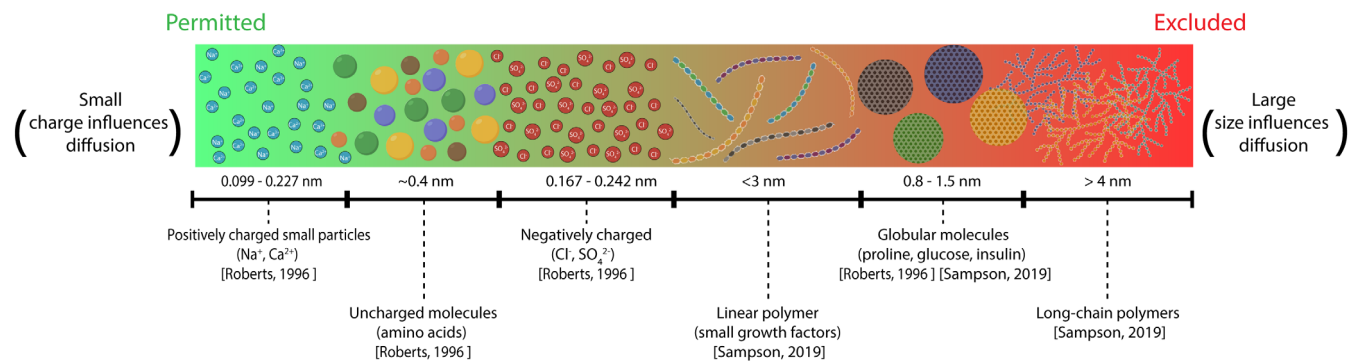 Permitted
Excluded
Small
charge influences
diffusion
Large
size influences
diffusion
0.099 - 0.227 nm
~0.4 nm
0.167 - 0.242 nm
<3 nm
0.8 - 1.5 nm
> 4 nm
Positively charged small particles
(Na⁺, Ca²⁺)
[Roberts, 1996 ]
Uncharged molecules
(amino acids)
[Roberts, 1996 ]
Negatively charged
(Cl⁻, SO₄²⁻)
[Roberts, 1996 ]
Linear polymer
(small growth factors)
[Sampson, 2019]
Globular molecules
(proline, glucose, insulin)
[Roberts, 1996 ] [Sampson, 2019]
Long-chain polymers
[Sampson, 2019]